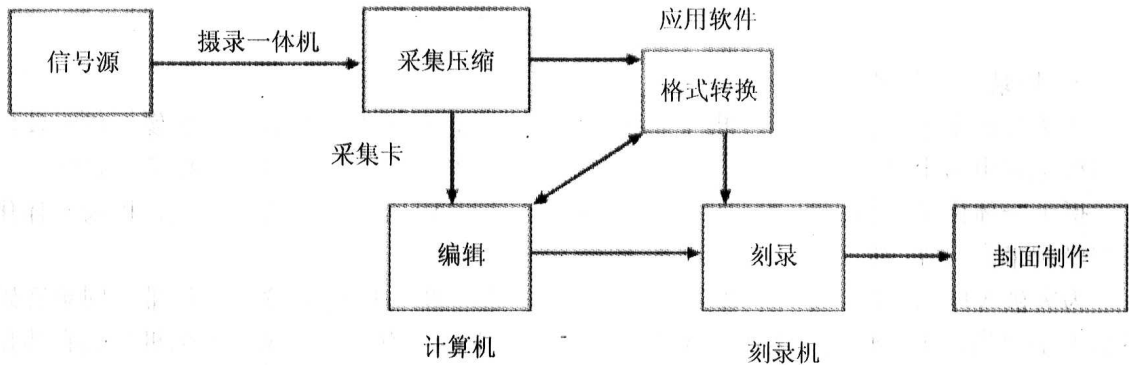 应用软件
信号源
摄录一体机
采集压缩
格式转换
采集卡
编辑
刻录
封面制作
计算机
刻录机